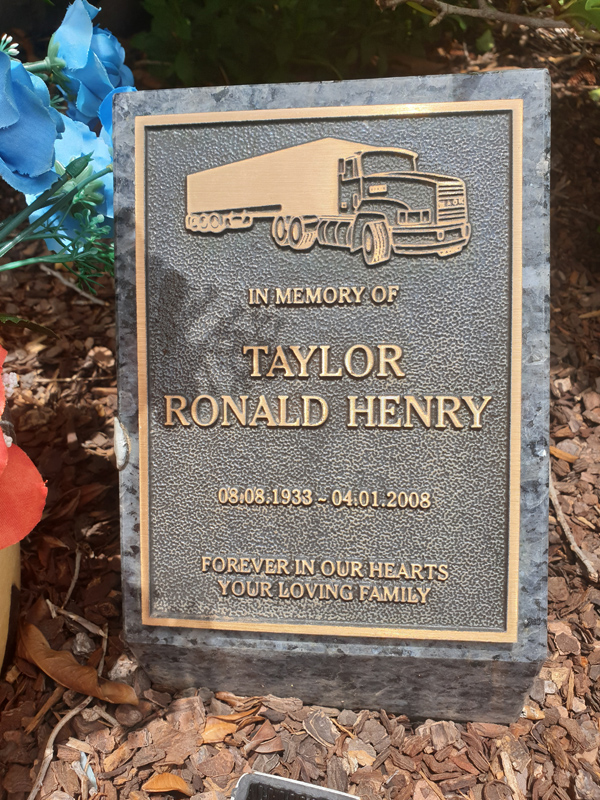 MACK
IN MEMORY OF
TAYLOR
RONALD HENRY
08.08.1933 - 04.01.2008
FOREVER IN OUR HEARTS
YOUR LOVING FAMILY